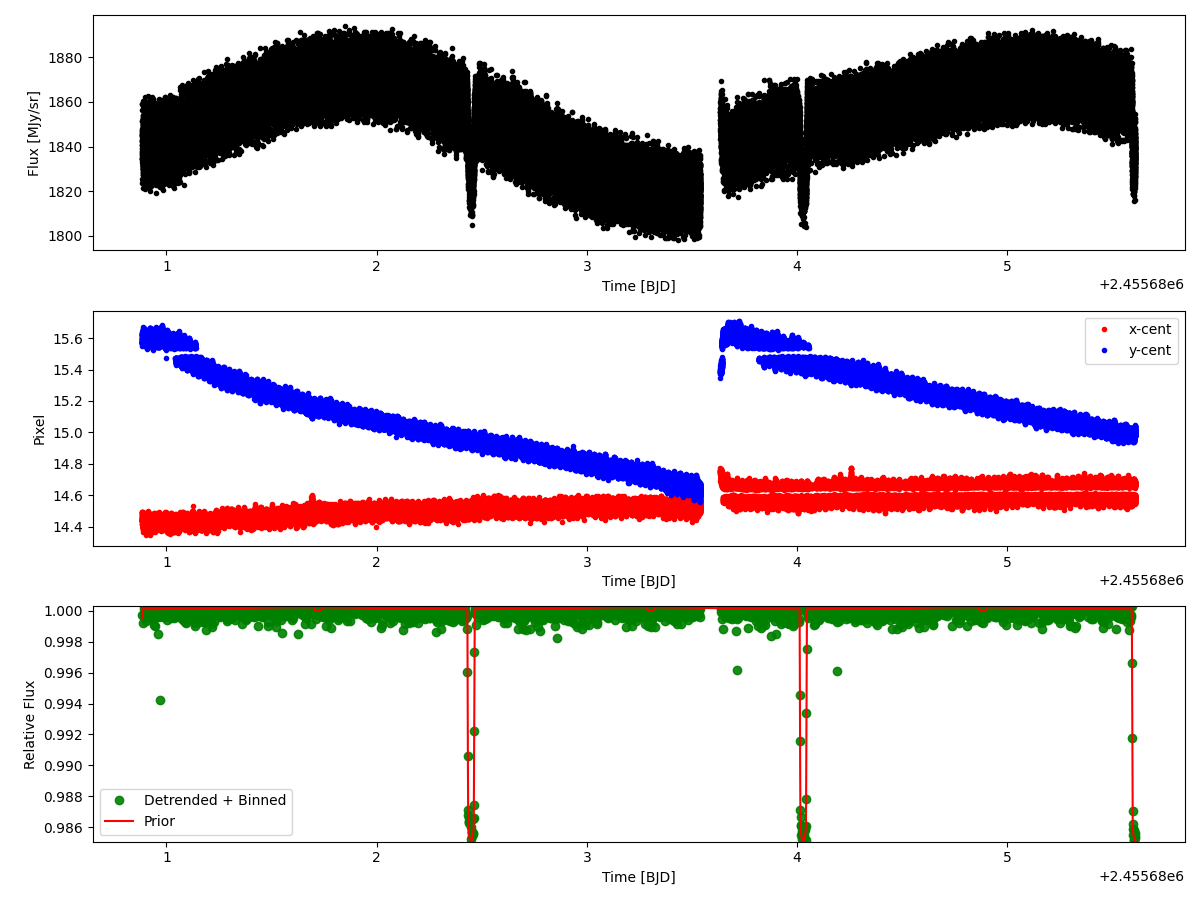 1880
1860
1840
1820
1800
Flux [MJy/sr]
1 2 3 4 5
Time [BJD]
+2.45568e6
15.6
15.4
15.2
15.0
14.8
14.6
14.4
Pixel
x-cent
y-cent
1 2 3 4 5
Time [BJD]
+2.45568e6
1.000
0.998
0.996
0.994
0.992
0.990
0.988
0.986
Relative Flux
Detrended + Binned
Prior
1 2 3 4 5
Time [BJD]
+2.45568e6